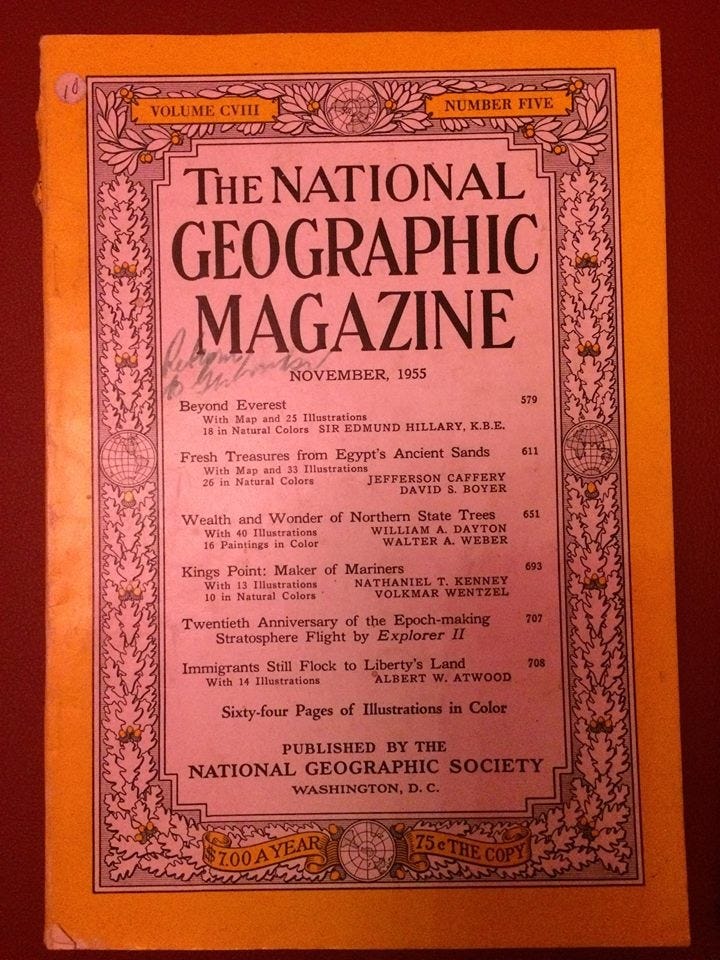 10
VOLUME CVIII NUMBER FIVE
THE NATIONAL
GEOGRAPHIC
MAGAZINE
NOVEMBER, 1955
Beyond Everest 579
With Map and 25 Illustrations
18 in Natural Colors SIR EDMUND HILLARY, K.B.E.
Fresh Treasures from Egypt's Ancient Sands 611
With Map and 33 Illustrations
26 in Natural Colors JEFFERSON CAFFERY
DAVID S. BOYER
Wealth and Wonder of Northern State Trees 651
With 40 Illustrations WILLIAM A. DAYTON
16 Paintings in Color WALTER A. WEBER
Kings Point: Maker of Mariners 693
With 13 Illustrations NATHANIEL T. KENNEY
10 in Natural Colors VOLKMAR WENTZEL
Twentieth Anniversary of the Epoch-making 707
Stratosphere Flight by Explorer II
Immigrants Still Flock to Liberty's Land 708
With 14 Illustrations ALBERT W. ATWOOD
Sixty-four Pages of Illustrations in Color
PUBLISHED BY THE
NATIONAL GEOGRAPHIC SOCIETY
WASHINGTON, D. C.
$7.00 A YEAR 75¢ THE COPY